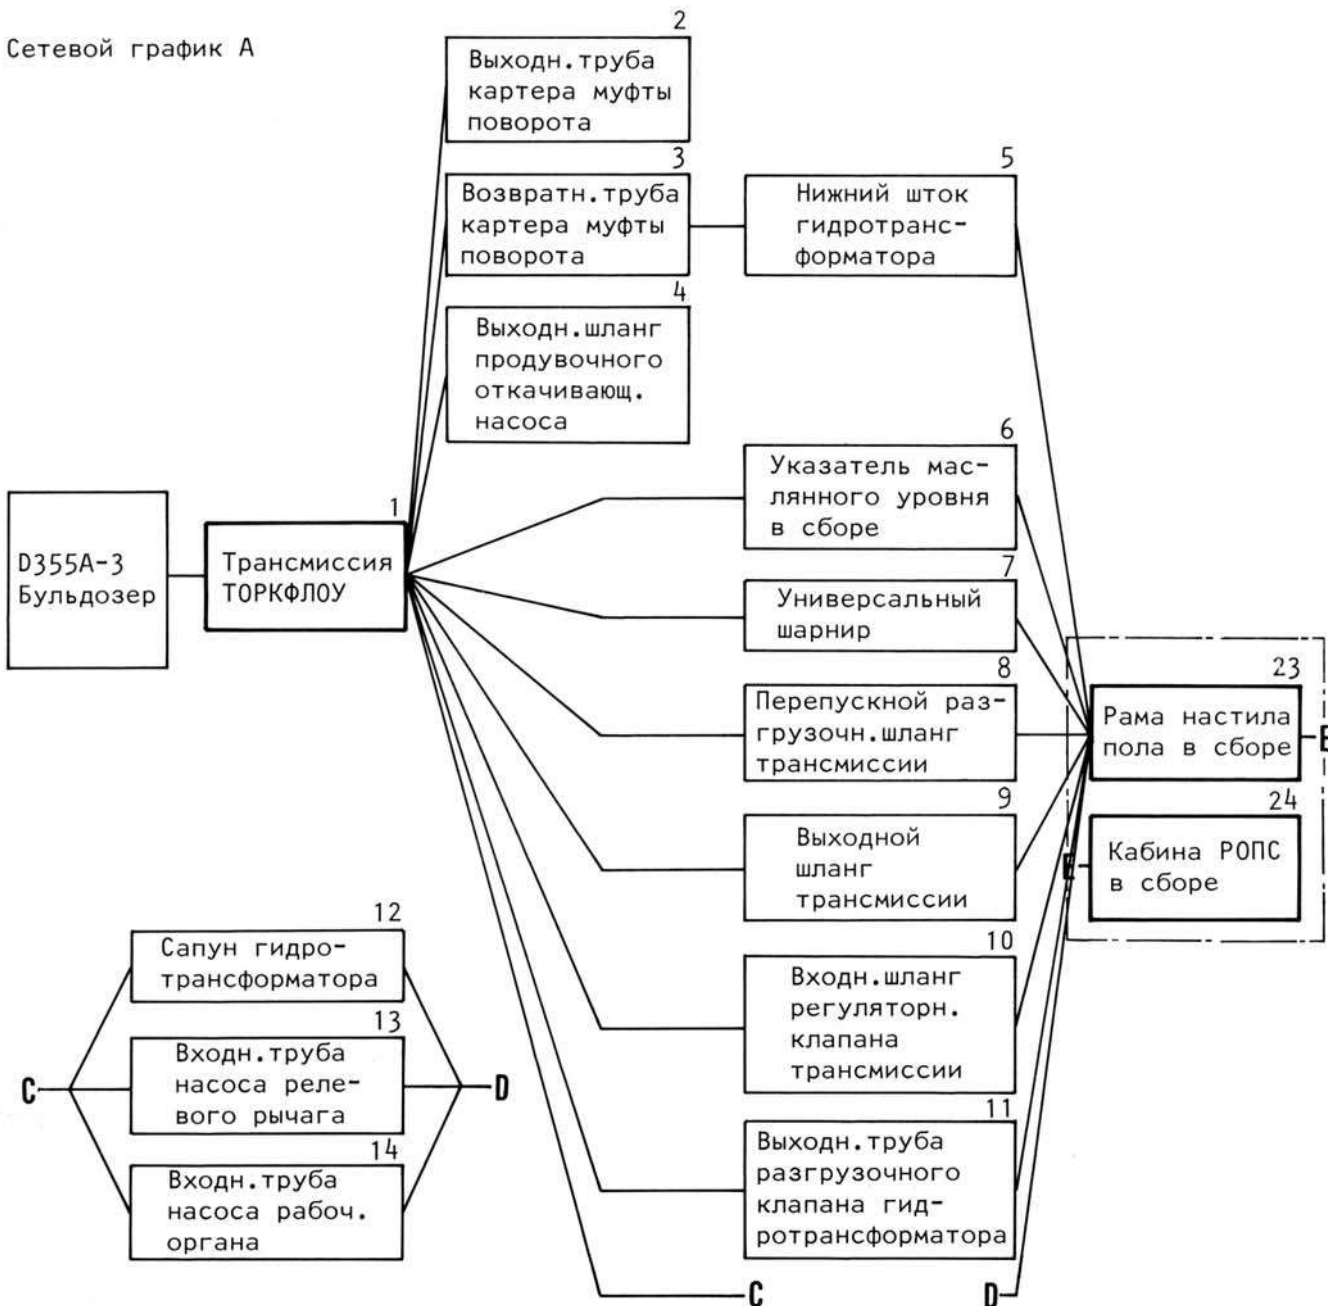 Сетевой график А
2
Выходн.труба
картера муфты
поворота
3
Возвратн.труба
картера муфты
поворота
5
Нижний шток
гидротранс-
форматора
4
Выходн.шланг
продувочного
откачивающ.
насоса
6
Указатель мас-
лянного уровня
в сборе
D355A-3
Бульдозер
1
Трансмиссия
ТОРКФЛОУ
7
Универсальный
шарнир
8
Перепускной раз-
грузочн.шланг
трансмиссии
23
Рама настила
пола в сборе
E
9
Выходной
шланг
трансмиссии
24
E
Кабина РОПС
в сборе
10
Входн.шланг
регуляторн.
клапана
трансмиссии
11
Выходн.труба
разгрузочного
клапана гид-
ротрансформатора
C
D
12
Сапун гидро-
трансформатора
13
C
Входн.труба
насоса реле-
вого рычага
D
14
Входн.труба
насоса рабоч.
органа